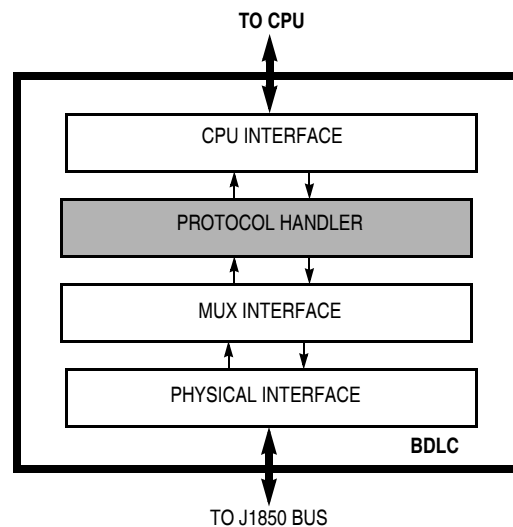 TO CPU
CPU INTERFACE
PROTOCOL HANDLER
MUX INTERFACE
PHYSICAL INTERFACE
BDLC
TO J1850 BUS